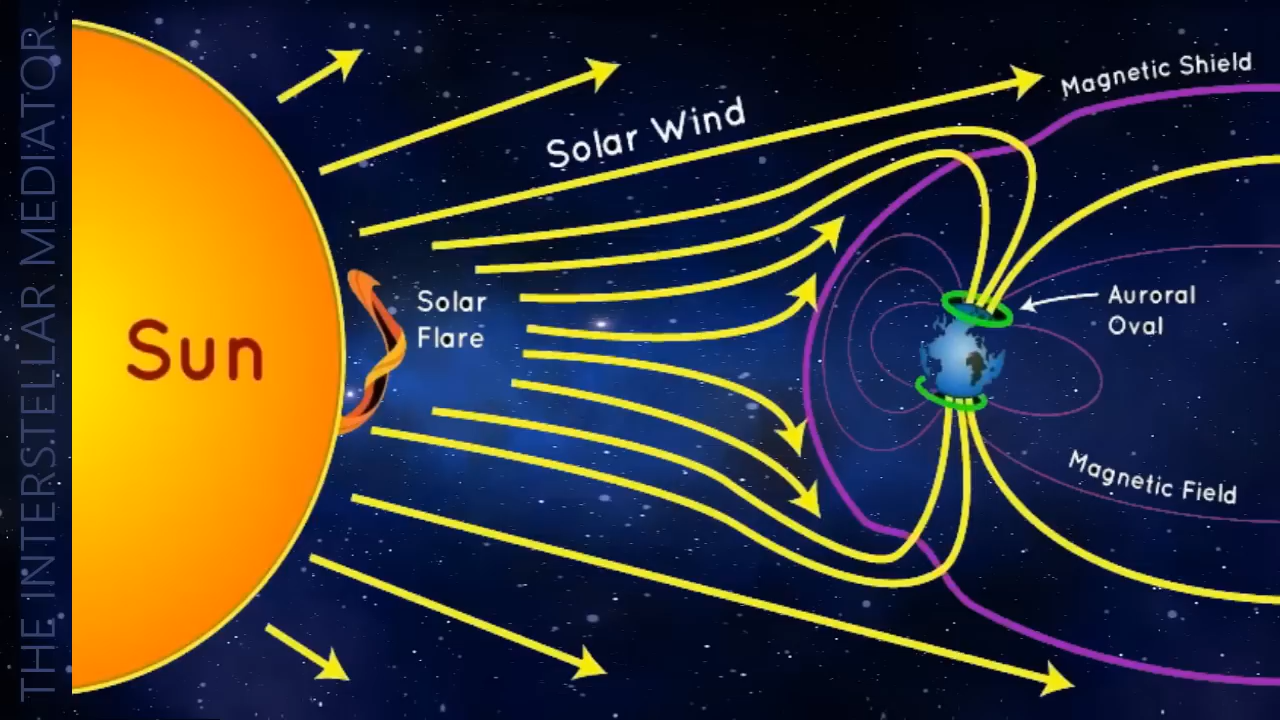 THE INTERSTELLAR MEDIATOR
Magnetic Shield
Solar Wind
Solar
Flare
Sun
Auroral
Oval
Magnetic Field